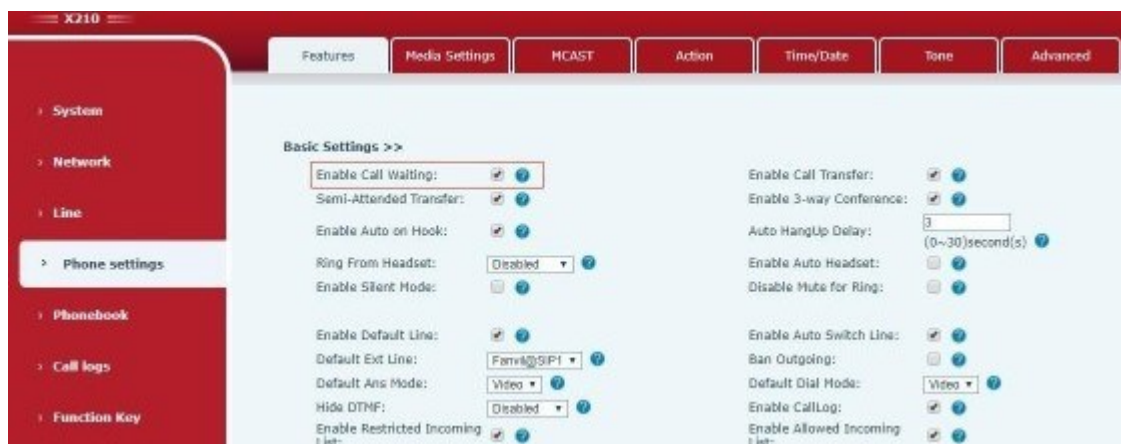 X210
Features
Media Settings
MCAST
Action
Time/Date
Tone
Advanced
› System
› Network
› Line
› Phone settings
› Phonebook
› Call logs
› Function Key
Basic Settings >>
Enable Call Waiting:
Enable Call Transfer:
Semi-Attended Transfer:
Enable 3-way Conference:
Enable Auto on Hook:
Auto HangUp Delay:
3
(0~30)second(s)
Ring From Headset:
Disabled
Enable Auto Headset:
Enable Silent Mode:
Disable Mute for Ring:
Enable Default Line:
Enable Auto Switch Line:
Default Ext Line:
Fanvil@SIP1
Ban Outgoing:
Default Ans Mode:
Video
Default Dial Mode:
Video
Hide DTMF:
Disabled
Enable CallLog:
Enable Restricted Incoming
List:
Enable Allowed Incoming
List: